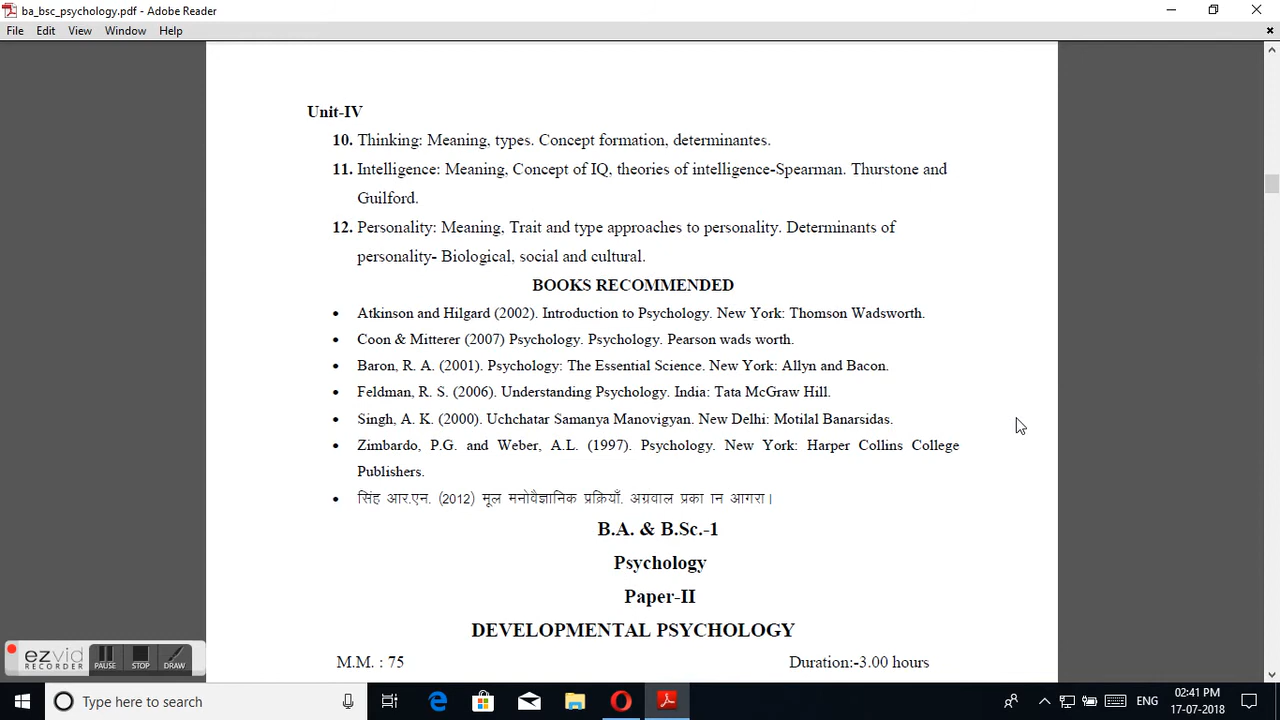 ba_bsc_psychology.pdf - Adobe Reader
File Edit View Window Help
Unit-IV
10. Thinking: Meaning, types. Concept formation, determinantes.
11. Intelligence: Meaning, Concept of IQ, theories of intelligence-Spearman. Thurstone and
Guilford.
12. Personality: Meaning, Trait and type approaches to personality. Determinants of
personality- Biological, social and cultural.
BOOKS RECOMMENDED
• Atkinson and Hilgard (2002). Introduction to Psychology. New York: Thomson Wadsworth.
• Coon & Mitterer (2007) Psychology. Psychology. Pearson wads worth.
• Baron, R. A. (2001). Psychology: The Essential Science. New York: Allyn and Bacon.
• Feldman, R. S. (2006). Understanding Psychology. India: Tata McGraw Hill.
• Singh, A. K. (2000). Uchchatar Samanya Manovigyan. New Delhi: Motilal Banarsidas.
• Zimbardo, P.G. and Weber, A.L. (1997). Psychology. New York: Harper Collins College
Publishers.
• सिंह आर.एन. (2012) मूल मनोवैज्ञानिक प्रक्रियाँ. अग्रवाल प्रका ान आगरा।
B.A. & B.Sc.-1
Psychology
Paper-II
DEVELOPMENTAL PSYCHOLOGY
M.M. : 75 Duration:-3.00 hours
ezvid
RECORDER
PAUSE STOP DRAW
Type here to search
ENG
02:41 PM
17-07-2018